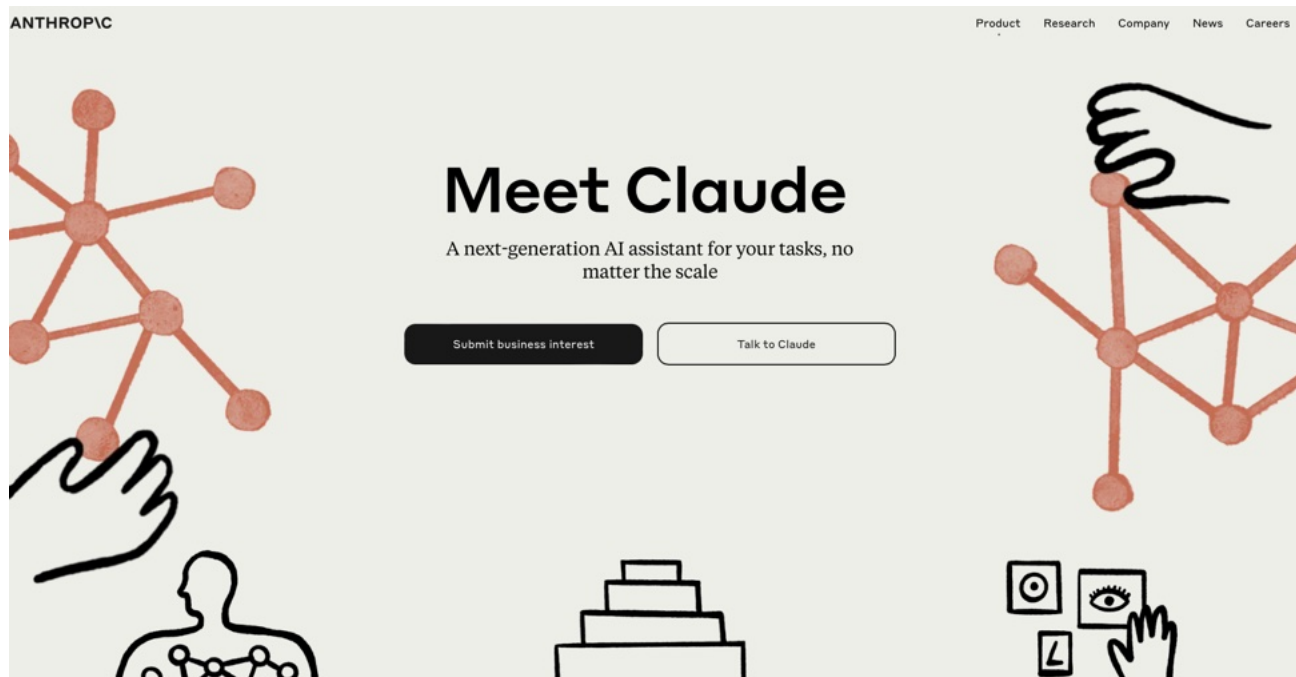 ANTHROP\C
Product Research Company News Careers
Meet Claude
A next-generation AI assistant for your tasks, no
matter the scale
Submit business interest
Talk to Claude